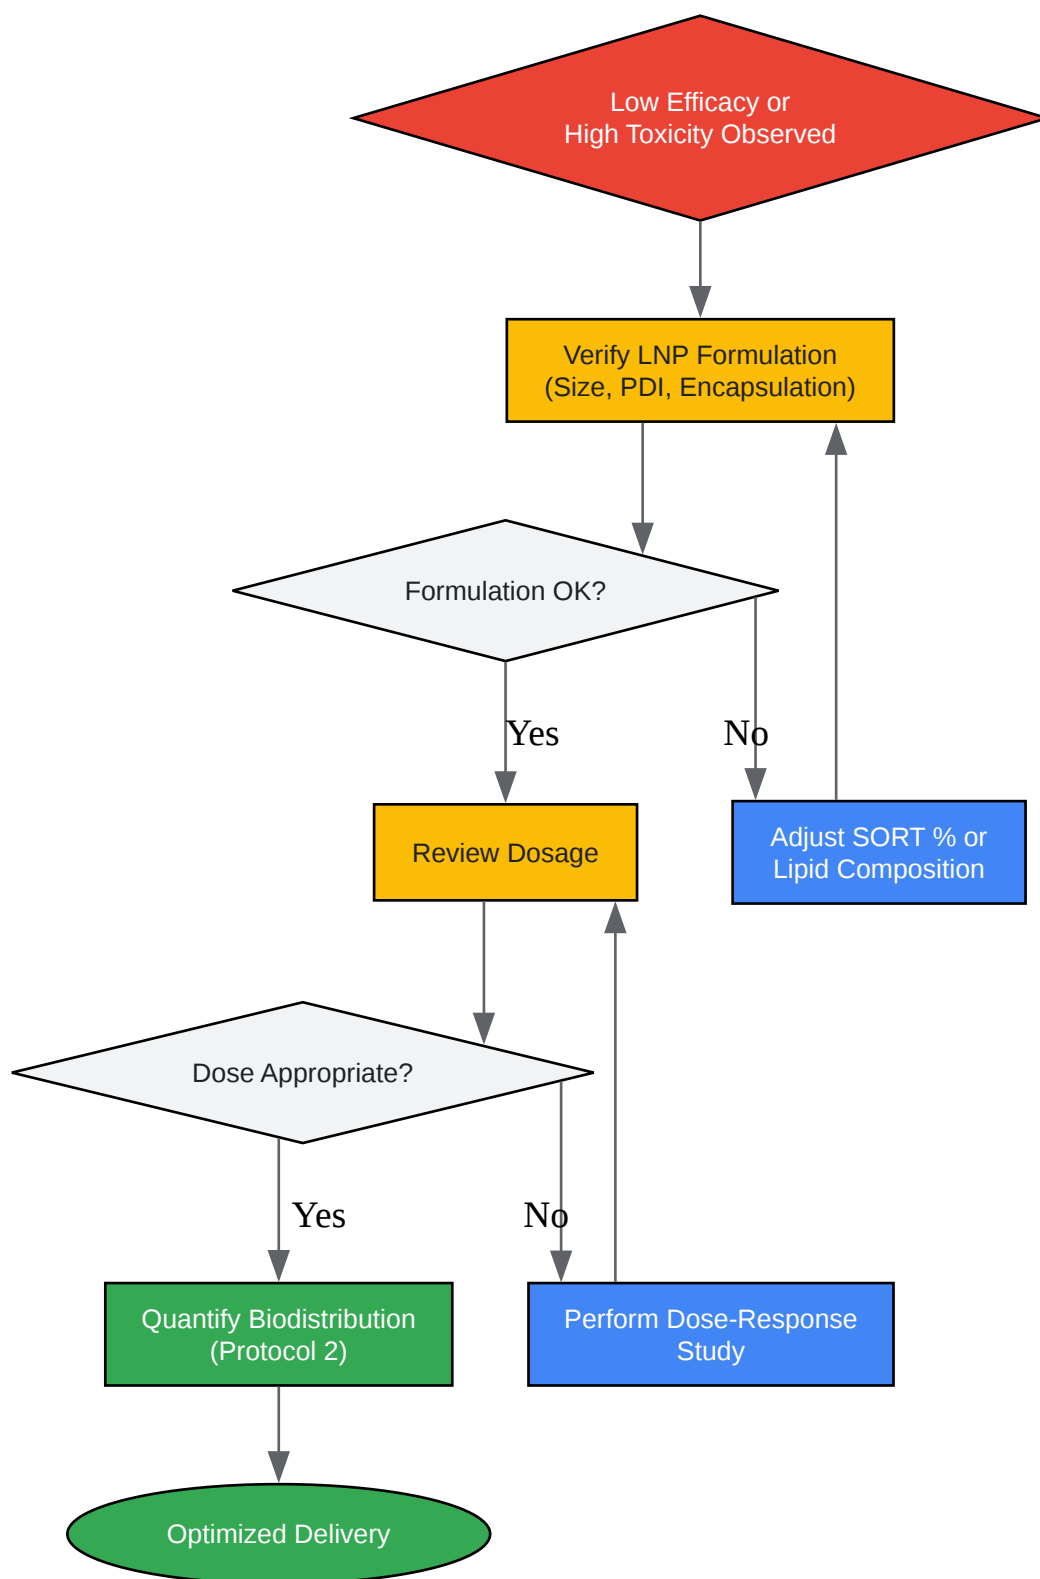 Low Efficacy or
High Toxicity Observed
Verify LNP Formulation
(Size, PDI, Encapsulation)
Formulation OK?
Yes
No
Review Dosage
Adjust SORT % or
Lipid Composition
Dose Appropriate?
Yes
No
Quantify Biodistribution
(Protocol 2)
Perform Dose-Response
Study
Optimized Delivery